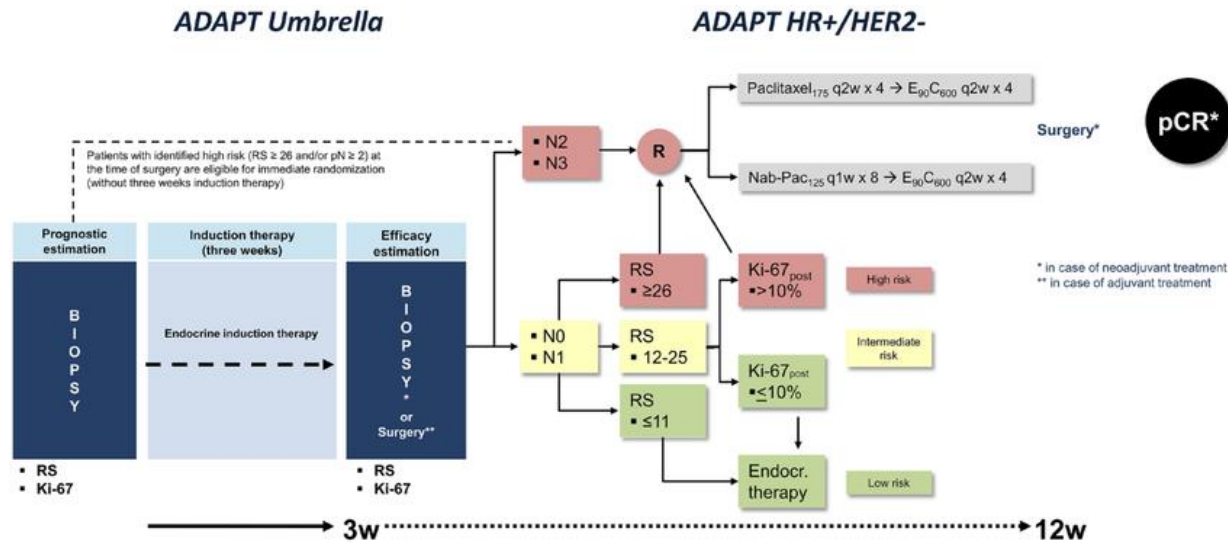 ADAPT Umbrella
ADAPT HR+/HER2-
Patients with identified high risk (RS ≥ 26 and/or pN ≥ 2) at
the time of surgery are eligible for immediate randomization
(without three weeks induction therapy)
Prognostic
estimation
Induction therapy
(three weeks)
Efficacy
estimation
B
I
O
P
S
Y
Endocrine induction therapy
B
I
O
P
S
Y
*
or
Surgery**
▪ RS
▪ Ki-67
▪ RS
▪ Ki-67
▪ N2
▪ N3
R
Paclitaxel175 q2w x 4 → E90C600 q2w x 4
Nab-Pac125 q1w x 8 → E90C600 q2w x 4
Surgery*
pCR*
▪ N0
▪ N1
RS
▪ ≥26
RS
▪ 12-25
RS
▪ ≤11
Ki-67post
▪ >10%
Ki-67post
▪ ≤10%
Endocr.
therapy
High risk
Intermediate
risk
Low risk
* in case of neoadjuvant treatment
** in case of adjuvant treatment
3w
12w